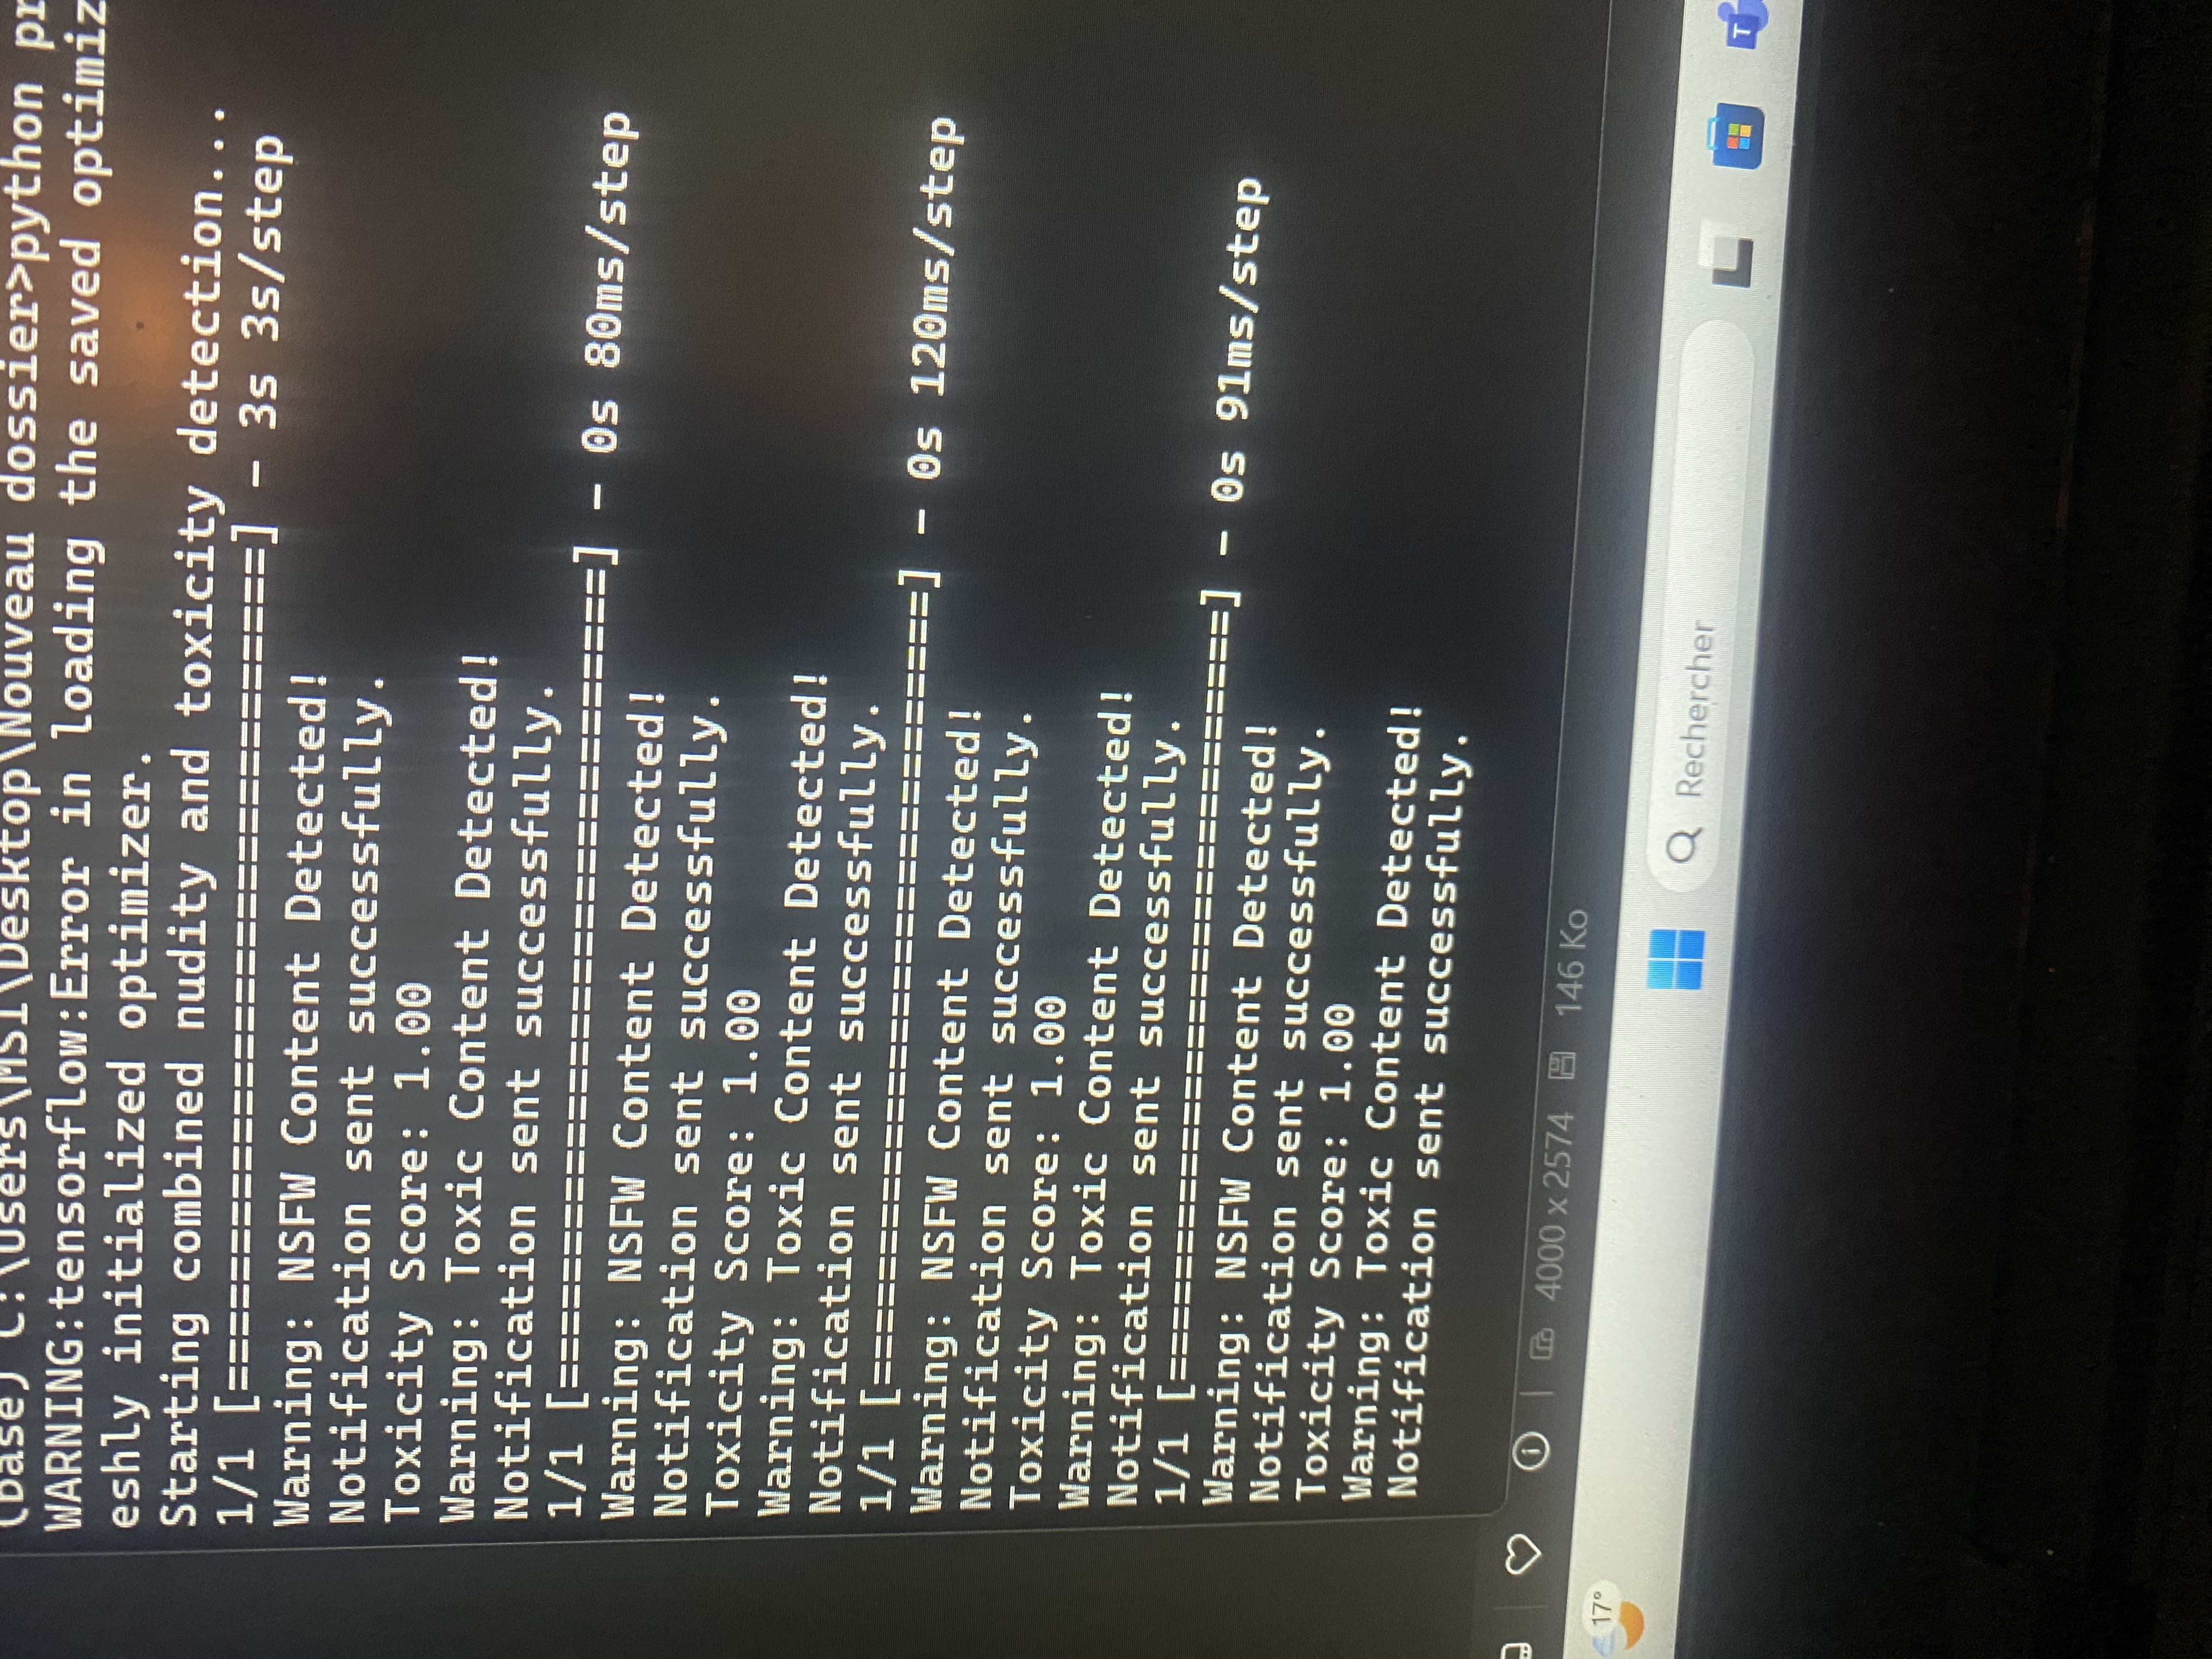 (base) C:\Users\MSI\Desktop\Nouveau dossier>python pr
WARNING:tensorflow:Error in loading the saved optimiz
eshly initialized optimizer.
Starting combined nudity and toxicity detection...
1/1 [==============================] - 3s 3s/step
Warning: NSFW Content Detected!
Notification sent successfully.
Toxicity Score: 1.00
Warning: Toxic Content Detected!
Notification sent successfully.
1/1 [==============================] - 0s 80ms/step
Warning: NSFW Content Detected!
Notification sent successfully.
Toxicity Score: 1.00
Warning: Toxic Content Detected!
Notification sent successfully.
1/1 [==============================] - 0s 120ms/step
Warning: NSFW Content Detected!
Notification sent successfully.
Toxicity Score: 1.00
Warning: Toxic Content Detected!
Notification sent successfully.
1/1 [==============================] - 0s 91ms/step
Warning: NSFW Content Detected!
Notification sent successfully.
Toxicity Score: 1.00
Warning: Toxic Content Detected!
Notification sent successfully.
4000 x 2574 146 Ko
17°
Rechercher
T